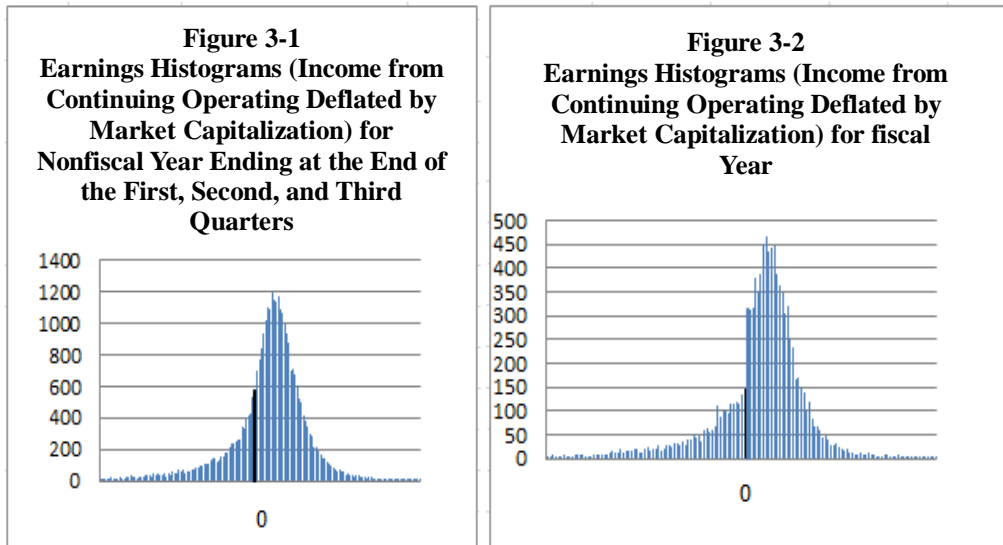 Figure 3-1
Earnings Histograms (Income from
Continuing Operating Deflated by
Market Capitalization) for
Nonfiscal Year Ending at the End of
the First, Second, and Third
Quarters
1400
1200
1000
800
600
400
200
0
0
Figure 3-2
Earnings Histograms (Income from
Continuing Operating Deflated by
Market Capitalization) for fiscal
Year
500
450
400
350
300
250
200
150
100
50
0
0